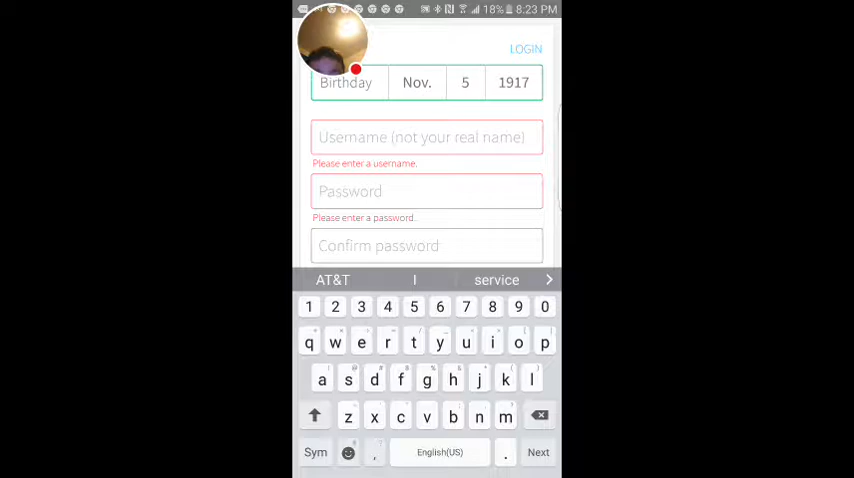 18% 8:23 PM
LOGIN
Birthday Nov. 5 1917
Username (not your real name)
Please enter a username.
Password
Please enter a password.
Confirm password
AT&T I service
1 2 3 4 5 6 7 8 9 0
q w e r t y u i o p
a s d f g h j k l
z x c v b n m
Sym , English(US) . Next